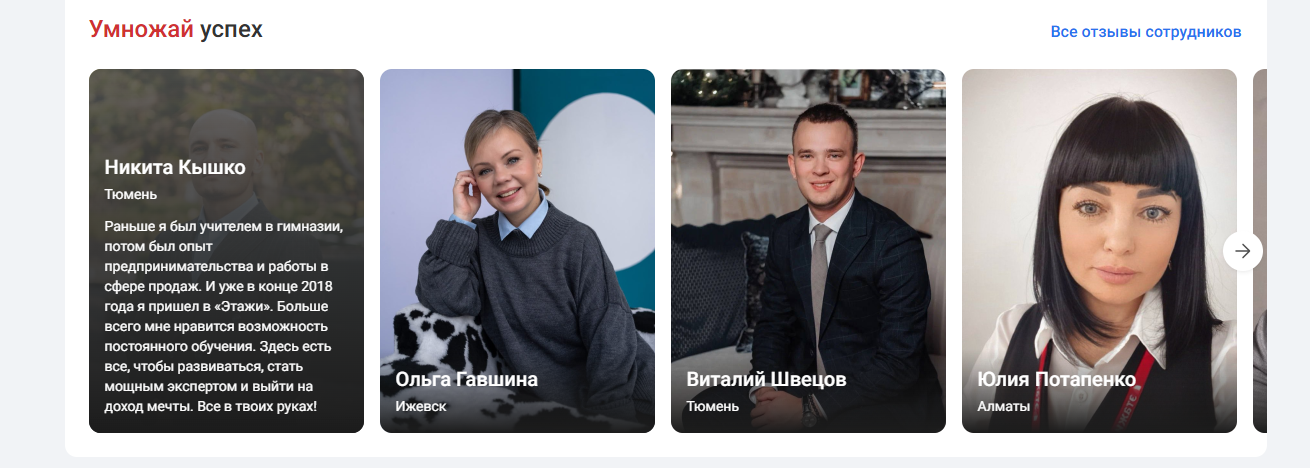 Умножай успех
Все отзывы сотрудников
Никита Кышко
Тюмень
Раньше я был учителем в гимназии,
потом был опыт
предпринимательства и работы в
сфере продаж. И уже в конце 2018
года я пришел в «Этажи». Больше
всего мне нравится возможность
постоянного обучения. Здесь есть
все, чтобы развиваться, стать
мощным экспертом и выйти на
доход мечты. Все в твоих руках!
Ольга Гавшина
Ижевск
Виталий Швецов
Тюмень
Юлия Потапенко
Алматы